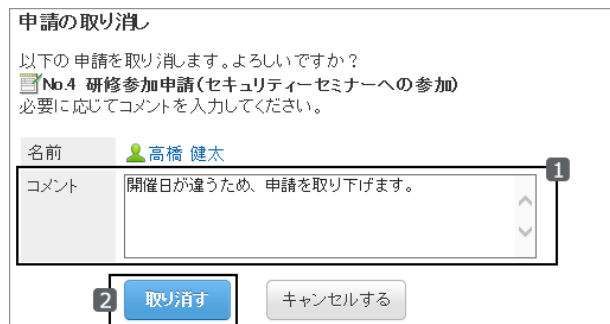 申請の取り消し
以下の申請を取り消します。よろしいですか？
No.4 研修参加申請（セキュリティーセミナーへの参加）
必要に応じてコメントを入力してください。
名前 高橋 健太
1
コメント 開催日が違うため、申請を取り下げます。
2 取り消す キャンセルする